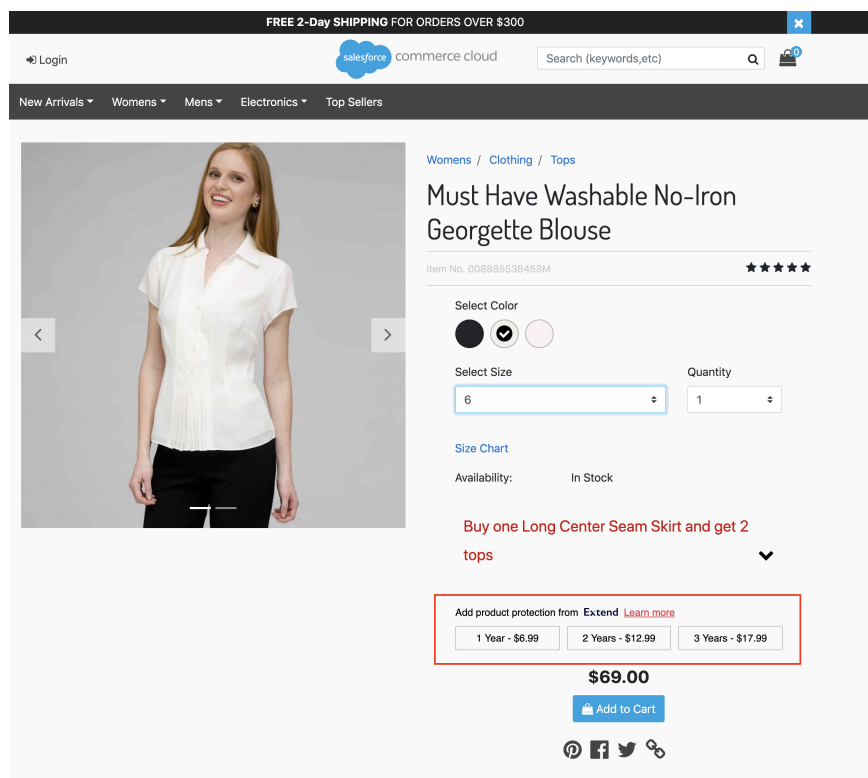 FREE 2-Day SHIPPING FOR ORDERS OVER $300
Login
salesforce commerce cloud
Search (keywords,etc)
0
New Arrivals Womens Mens Electronics Top Sellers
Womens / Clothing / Tops
Must Have Washable No-Iron
Georgette Blouse
Item No. 008885538458M
Select Color
Select Size Quantity
6 1
Size Chart
Availability: In Stock
Buy one Long Center Seam Skirt and get 2
tops
Add product protection from Extend Learn more
1 Year - $6.99 2 Years - $12.99 3 Years - $17.99
$69.00
Add to Cart